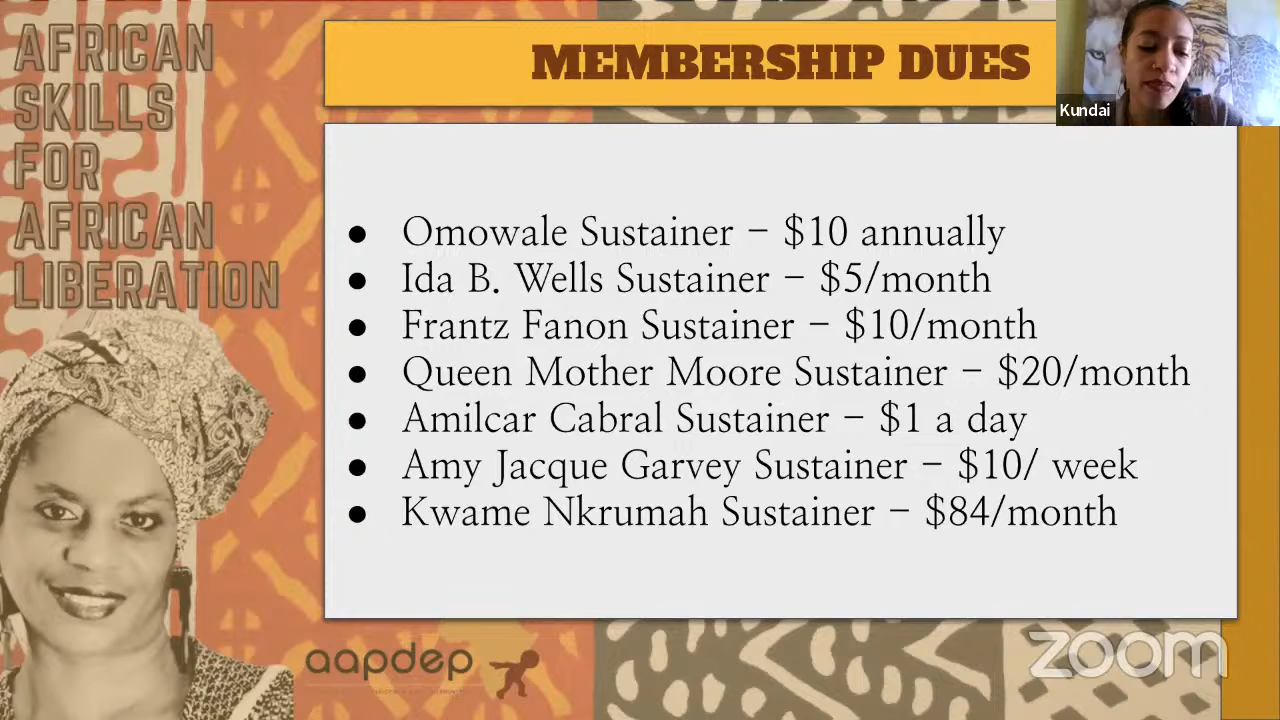 AFRICAN
SKILLS
FOR
AFRICAN
LIBERATION
MEMBERSHIP DUES
Kundai
● Omowale Sustainer – $10 annually
● Ida B. Wells Sustainer – $5/month
● Frantz Fanon Sustainer – $10/month
● Queen Mother Moore Sustainer – $20/month
● Amilcar Cabral Sustainer – $1 a day
● Amy Jacque Garvey Sustainer – $10/ week
● Kwame Nkrumah Sustainer – $84/month
aapdep
zoom